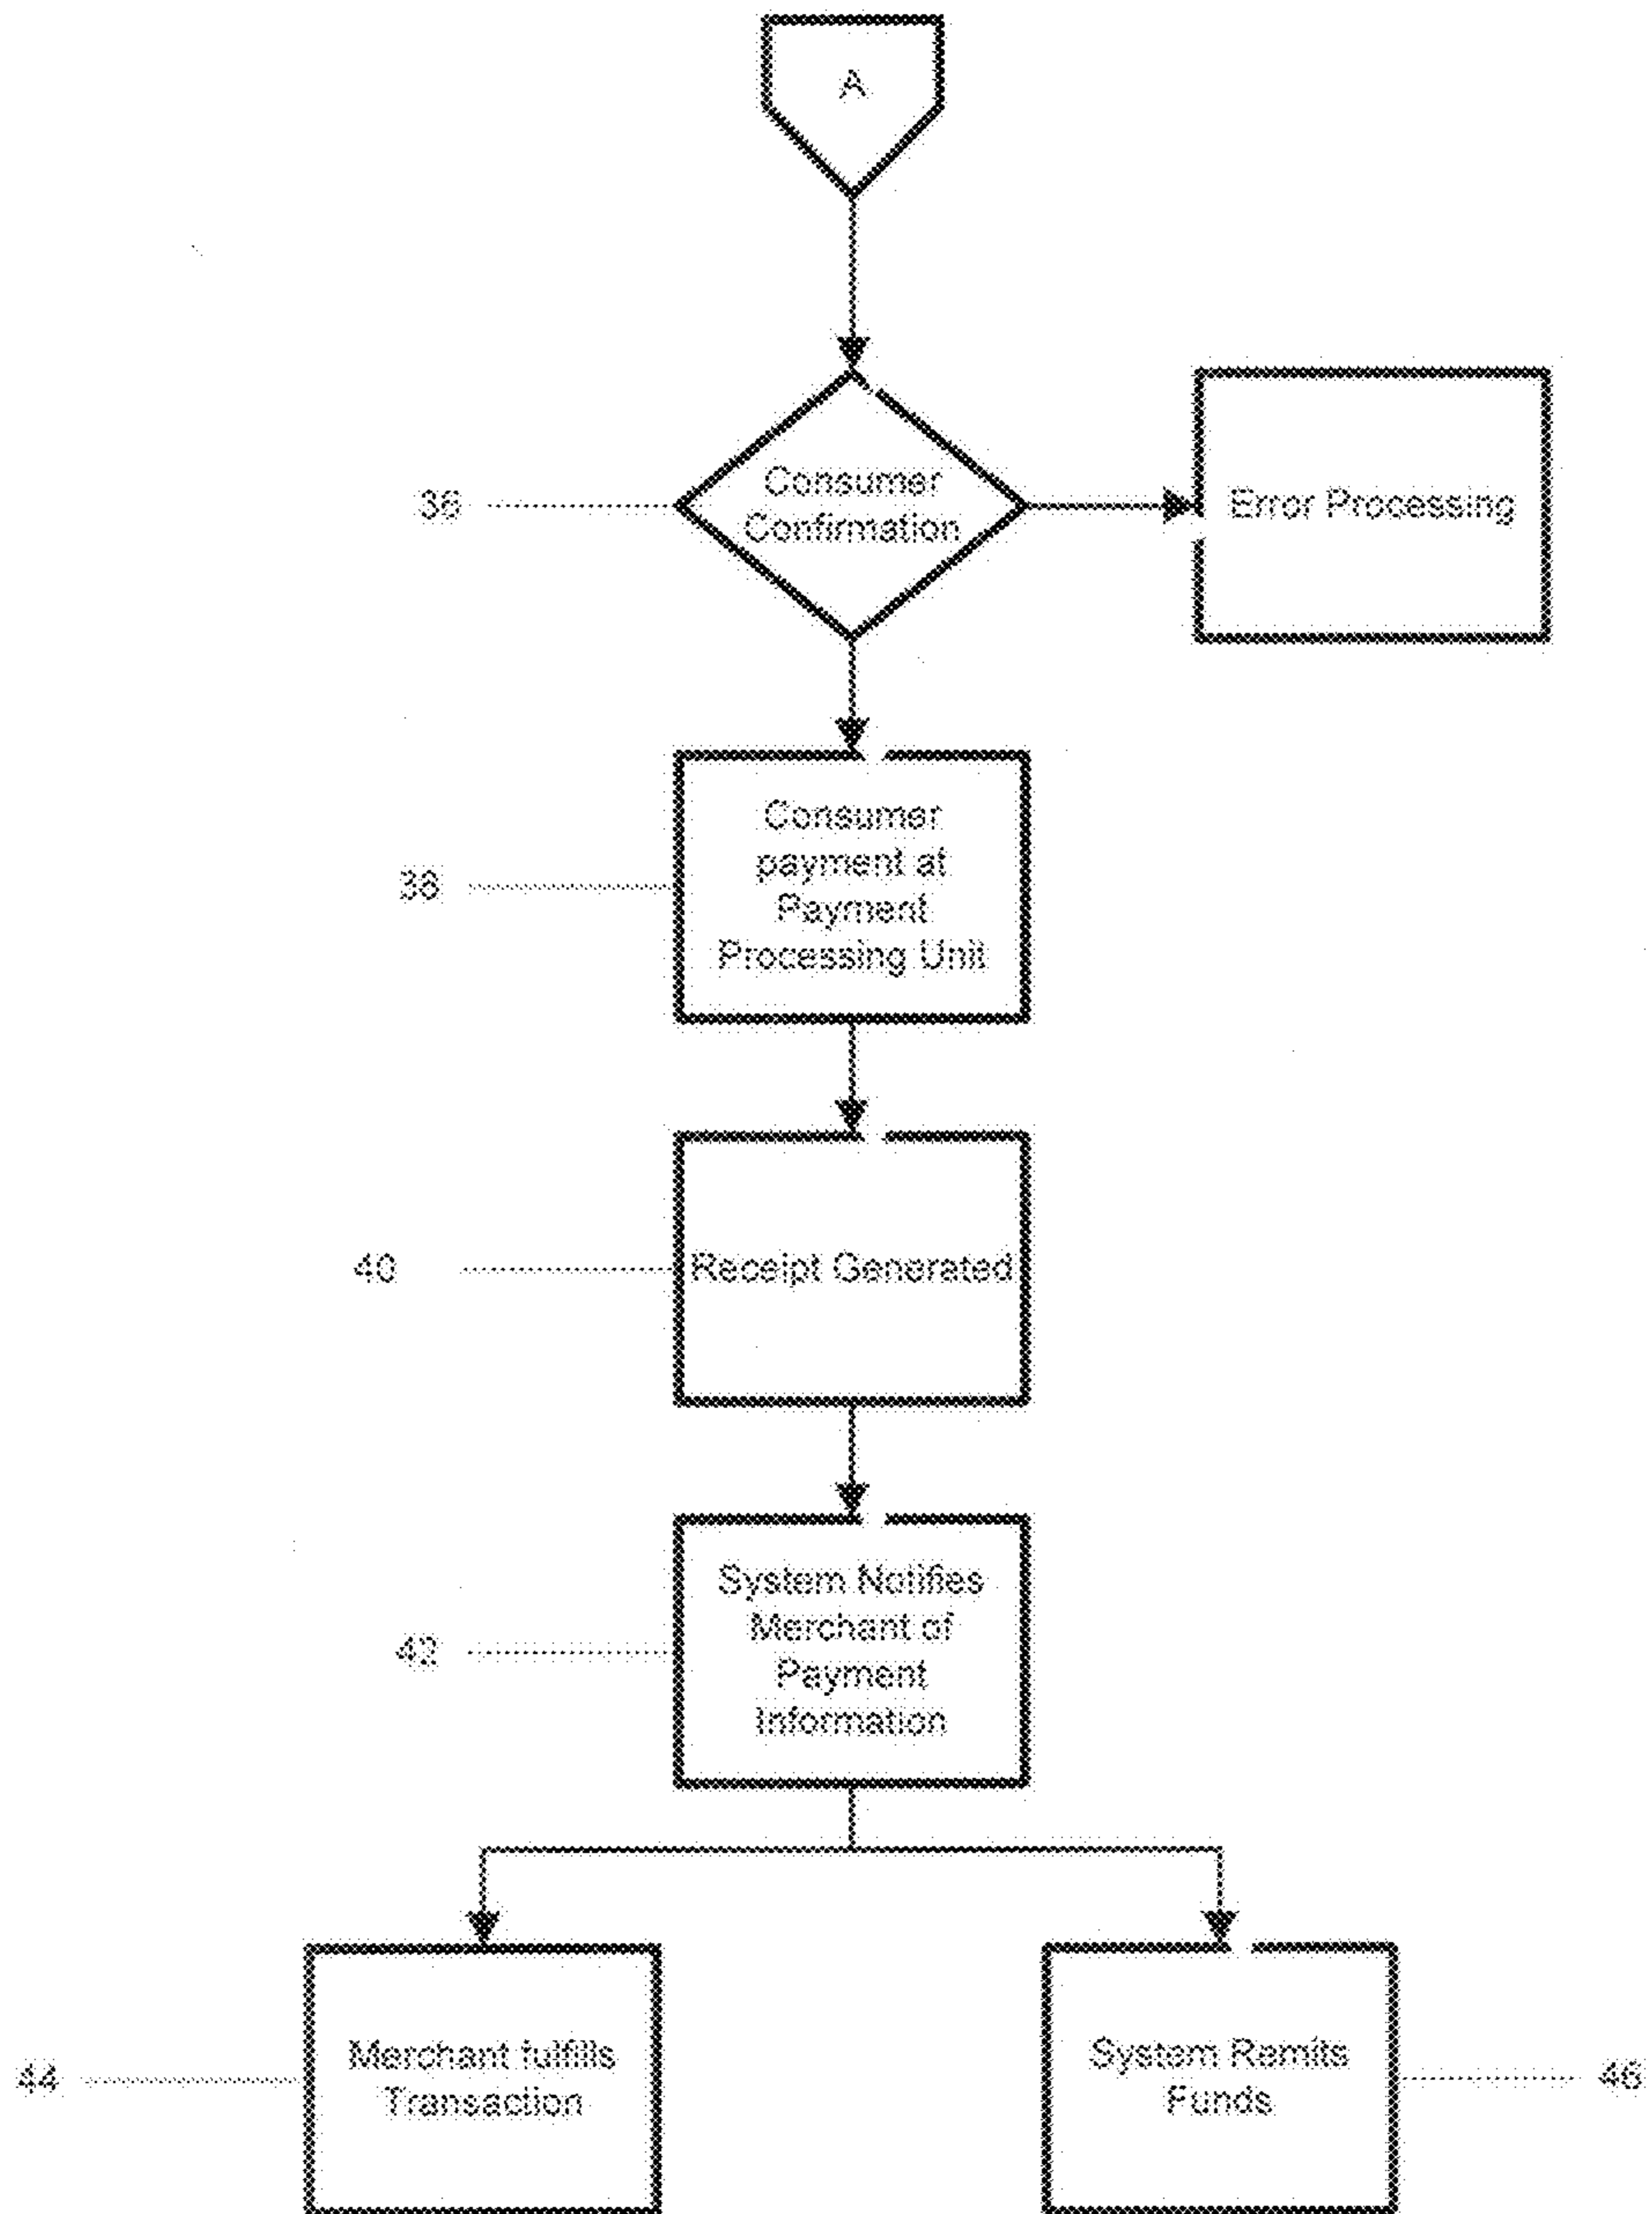 A
36
Consumer
Confirmation
Error Processing
38
Consumer
payment at
Payment
Processing Unit
40
Receipt Generated
42
System Notifies
Merchant of
Payment
Information
44
Merchant fulfills
Transaction
System Remits
Funds
46